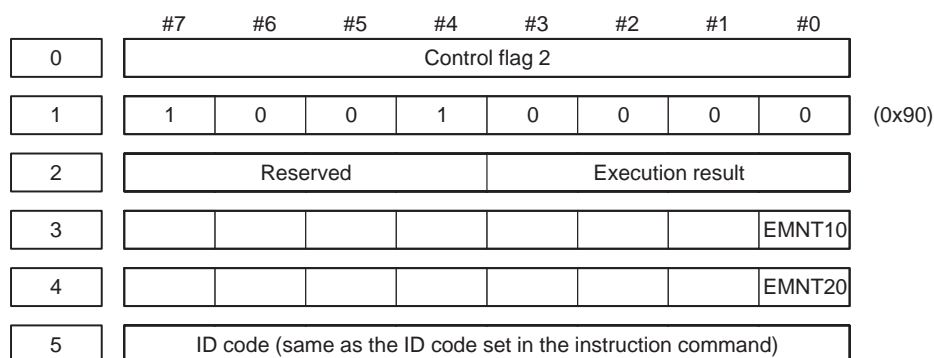 #7 #6 #5 #4 #3 #2 #1 #0
0 Control flag 2
1 1 0 0 1 0 0 0 0 (0x90)
2 Reserved Execution result
3 EMNT10
4 EMNT20
5 ID code (same as the ID code set in the instruction command)